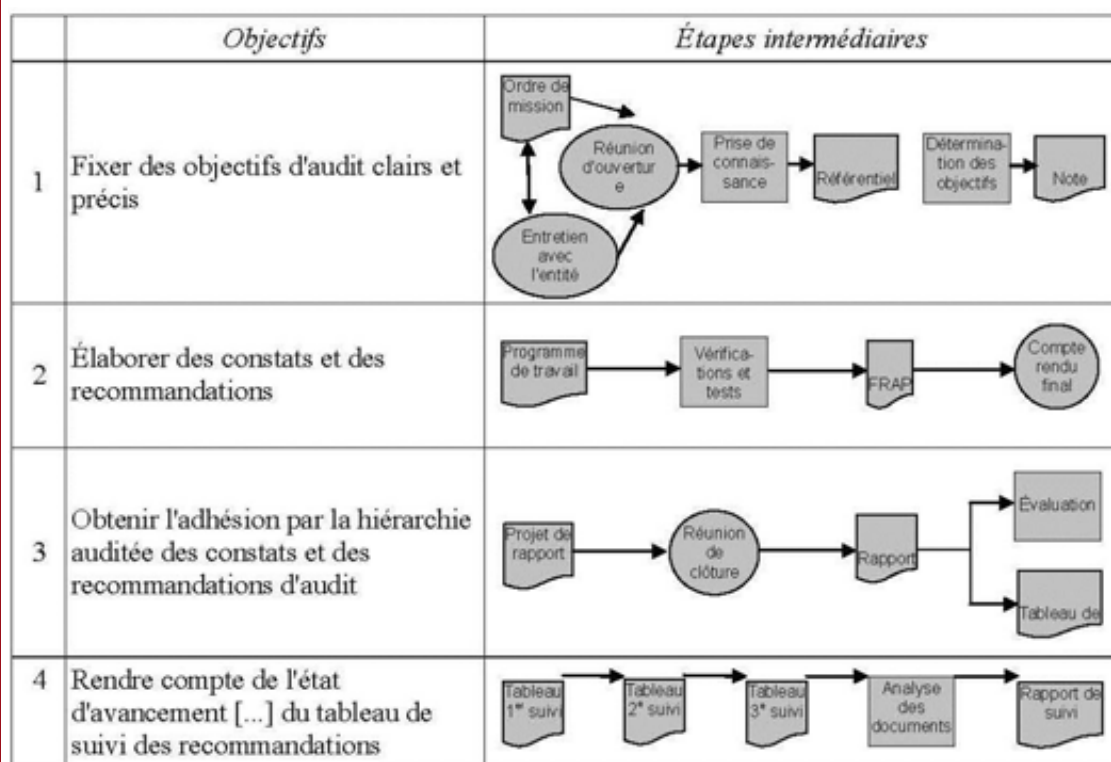 Objectifs
Étapes intermédiaires
1
Fixer des objectifs d'audit clairs et
précis
Ordre de
mission
Réunion
d'ouvertur
e
Entretien
avec
l'entité
Prise de
connais-
sance
Référentiel
Détermina-
tion des
objectifs
Note
2
Élaborer des constats et des
recommandations
Programme
de travail
Vérifica-
tions et
tests
FRAP
Compte
rendu
final
3
Obtenir l'adhésion par la hiérarchie
auditée des constats et des
recommandations d'audit
Projet de
rapport
Réunion
de
clôture
Rapport
Évaluation
Tableau de
4
Rendre compte de l'état
d'avancement [...] du tableau de
suivi des recommandations
Tableau
1er suivi
Tableau
2e suivi
Tableau
3e suivi
Analyse
des
documents
Rapport de
suivi